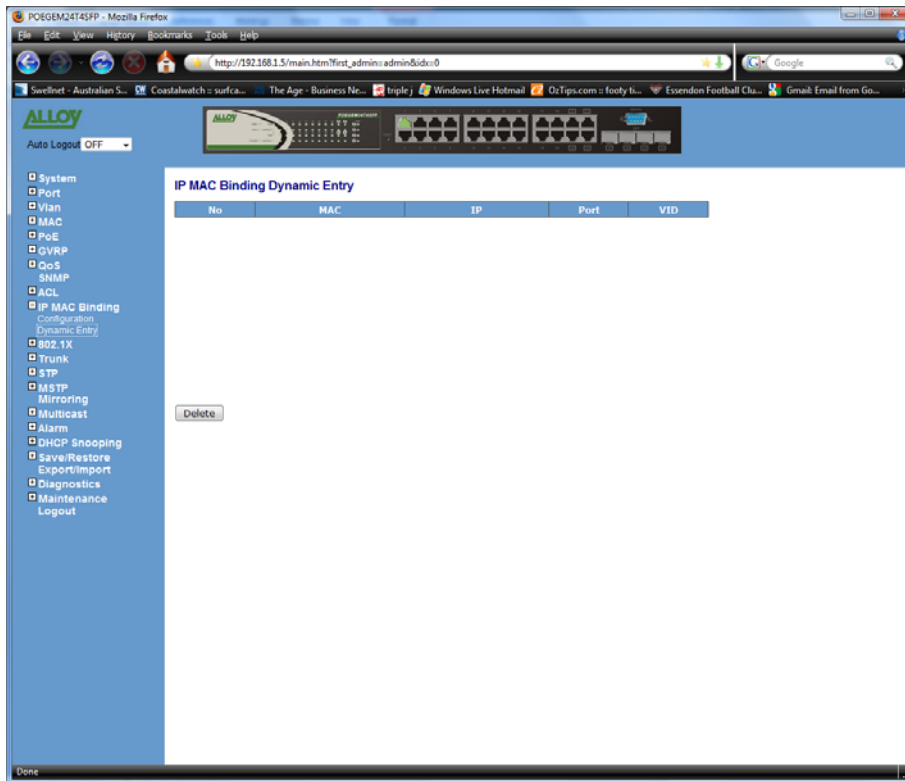 POEGEM24T4SFP - Mozilla Firefox
File Edit View History Bookmarks Tools Help
http://192.168.1.5/main.htm?first_admin=admin&idx=0
Google
Swellnet - Australian S... Coastalwatch :: surfca... The Age - Business Ne... triple j Windows Live Hotmail OzTips.com :: footy ti... Essendon Football Clu... Gmail: Email from Go...
ALLOY
Auto Logout OFF
ALLOY
System
Port
Vlan
MAC
PoE
GVRP
QoS
SNMP
ACL
IP MAC Binding
Configuration
Dynamic Entry
802.1X
Trunk
STP
MSTP
Mirroring
Multicast
Alarm
DHCP Snooping
Save/Restore
Export/Import
Diagnostics
Maintenance
Logout
IP MAC Binding Dynamic Entry
No MAC IP Port VID
Delete
Done